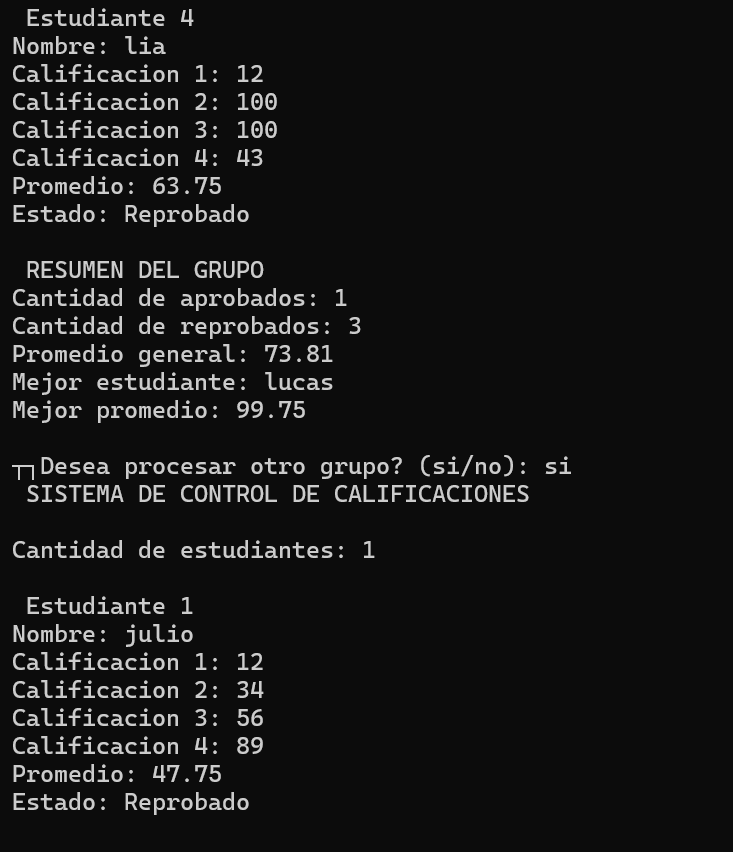 Estudiante 4
Nombre: lia
Calificacion 1: 12
Calificacion 2: 100
Calificacion 3: 100
Calificacion 4: 43
Promedio: 63.75
Estado: Reprobado
RESUMEN DEL GRUPO
Cantidad de aprobados: 1
Cantidad de reprobados: 3
Promedio general: 73.81
Mejor estudiante: lucas
Mejor promedio: 99.75
┬┐Desea procesar otro grupo? (si/no): si
SISTEMA DE CONTROL DE CALIFICACIONES
Cantidad de estudiantes: 1
Estudiante 1
Nombre: julio
Calificacion 1: 12
Calificacion 2: 34
Calificacion 3: 56
Calificacion 4: 89
Promedio: 47.75
Estado: Reprobado